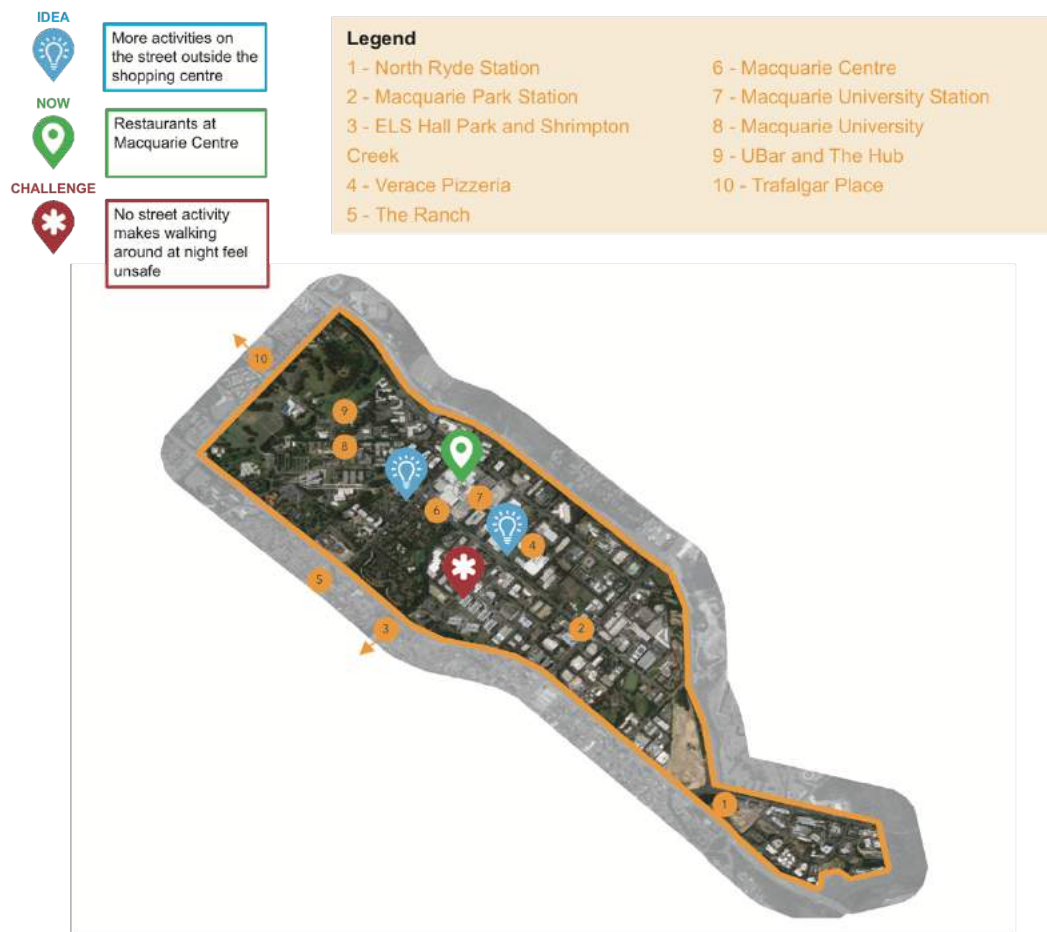 IDEA
More activities on
the street outside the
shopping centre
NOW
Restaurants at
Macquarie Centre
CHALLENGE
No street activity
makes walking
around at night feel
unsafe
Legend
1 - North Ryde Station
2 - Macquarie Park Station
3 - ELS Hall Park and Shrimpton
Creek
4 - Verace Pizzeria
5 - The Ranch
6 - Macquarie Centre
7 - Macquarie University Station
8 - Macquarie University
9 - UBar and The Hub
10 - Trafalgar Place
10
9
8
7
6
4
5
3
2
1